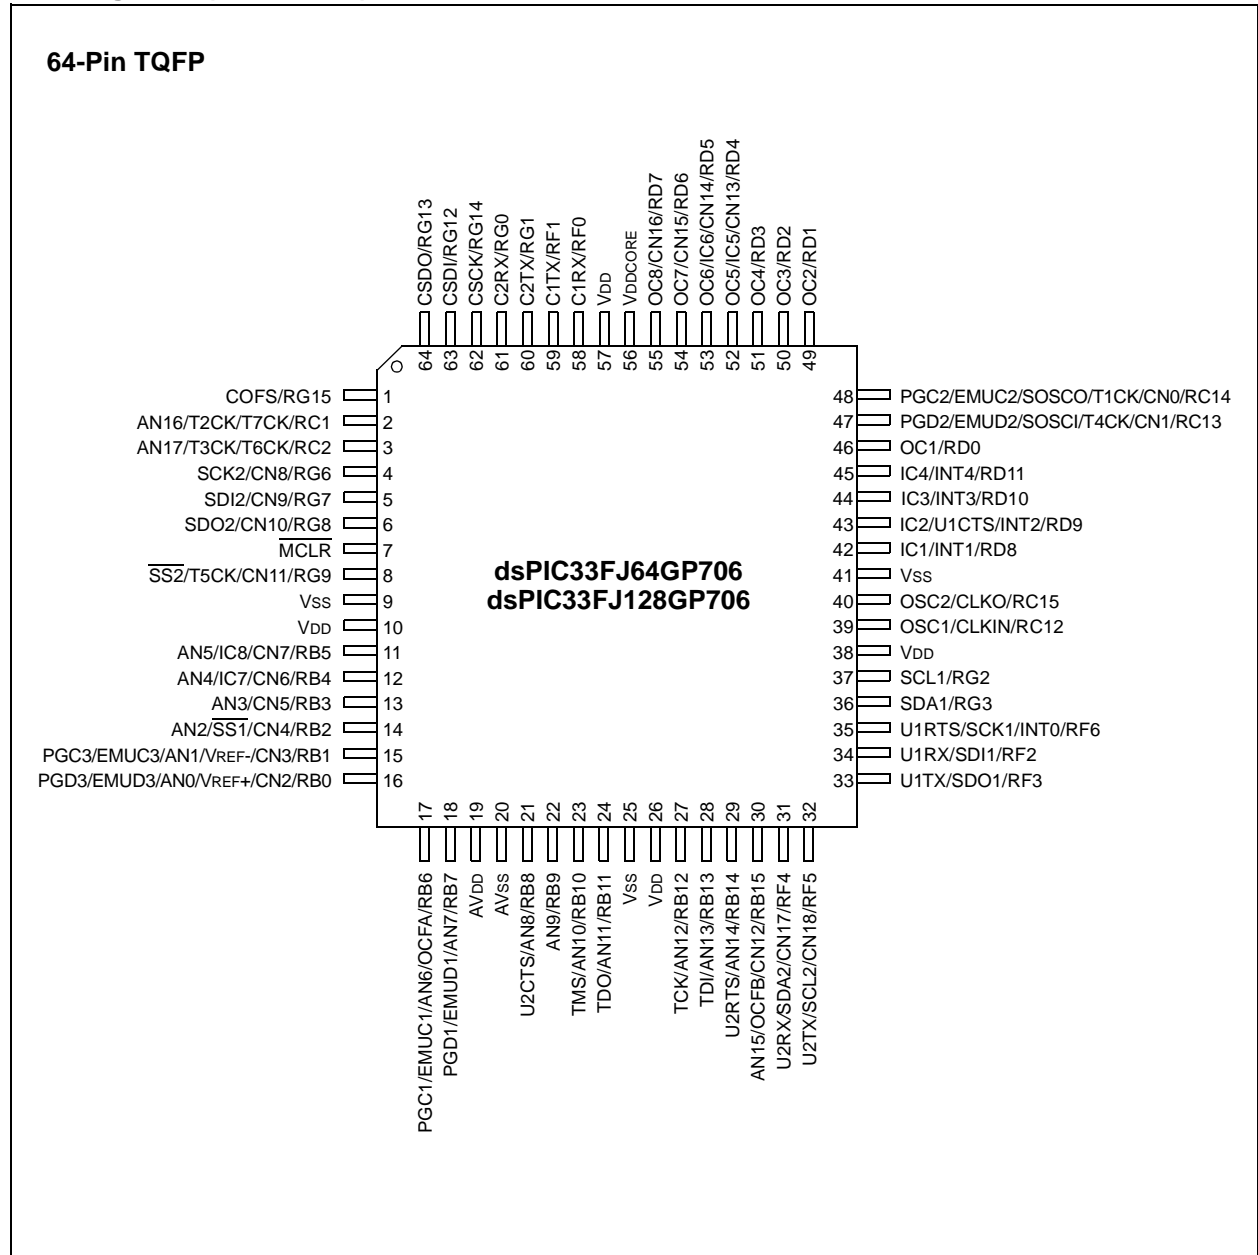 64-Pin TQFP
CSDO/RG13
CSDI/RG12
CSCK/RG14
C2RX/RG0
C2TX/RG1
C1TX/RF1
C1RX/RF0
VDD
VDDCORE
OC8/CN16/RD7
OC7/CN15/RD6
OC6/IC6/CN14/RD5
OC5/IC5/CN13/RD4
OC4/RD3
OC3/RD2
OC2/RD1
64 63 62 61 60 59 58 57 56 55 54 53 52 51 50 49
COFS/RG15 1
AN16/T2CK/T7CK/RC1 2
AN17/T3CK/T6CK/RC2 3
SCK2/CN8/RG6 4
SDI2/CN9/RG7 5
SDO2/CN10/RG8 6
MCLR 7
SS2/T5CK/CN11/RG9 8
VSS 9
VDD 10
AN5/IC8/CN7/RB5 11
AN4/IC7/CN6/RB4 12
AN3/CN5/RB3 13
AN2/SS1/CN4/RB2 14
PGC3/EMUC3/AN1/VREF-/CN3/RB1 15
PGD3/EMUD3/AN0/VREF+/CN2/RB0 16
dsPIC33FJ64GP706
dsPIC33FJ128GP706
48 PGC2/EMUC2/SOSCO/T1CK/CN0/RC14
47 PGD2/EMUD2/SOSCI/T4CK/CN1/RC13
46 OC1/RD0
45 IC4/INT4/RD11
44 IC3/INT3/RD10
43 IC2/U1CTS/INT2/RD9
42 IC1/INT1/RD8
41 VSS
40 OSC2/CLKO/RC15
39 OSC1/CLKIN/RC12
38 VDD
37 SCL1/RG2
36 SDA1/RG3
35 U1RTS/SCK1/INT0/RF6
34 U1RX/SDI1/RF2
33 U1TX/SDO1/RF3
17 18 19 20 21 22 23 24 25 26 27 28 29 30 31 32
PGC1/EMUC1/AN6/OCFA/RB6
PGD1/EMUD1/AN7/RB7
AVDD
AVSS
U2CTS/AN8/RB8
AN9/RB9
TMS/AN10/RB10
TDO/AN11/RB11
VSS
VDD
TCK/AN12/RB12
TDI/AN13/RB13
U2RTS/AN14/RB14
AN15/OCFB/CN12/RB15
U2RX/SDA2/CN17/RF4
U2TX/SCL2/CN18/RF5